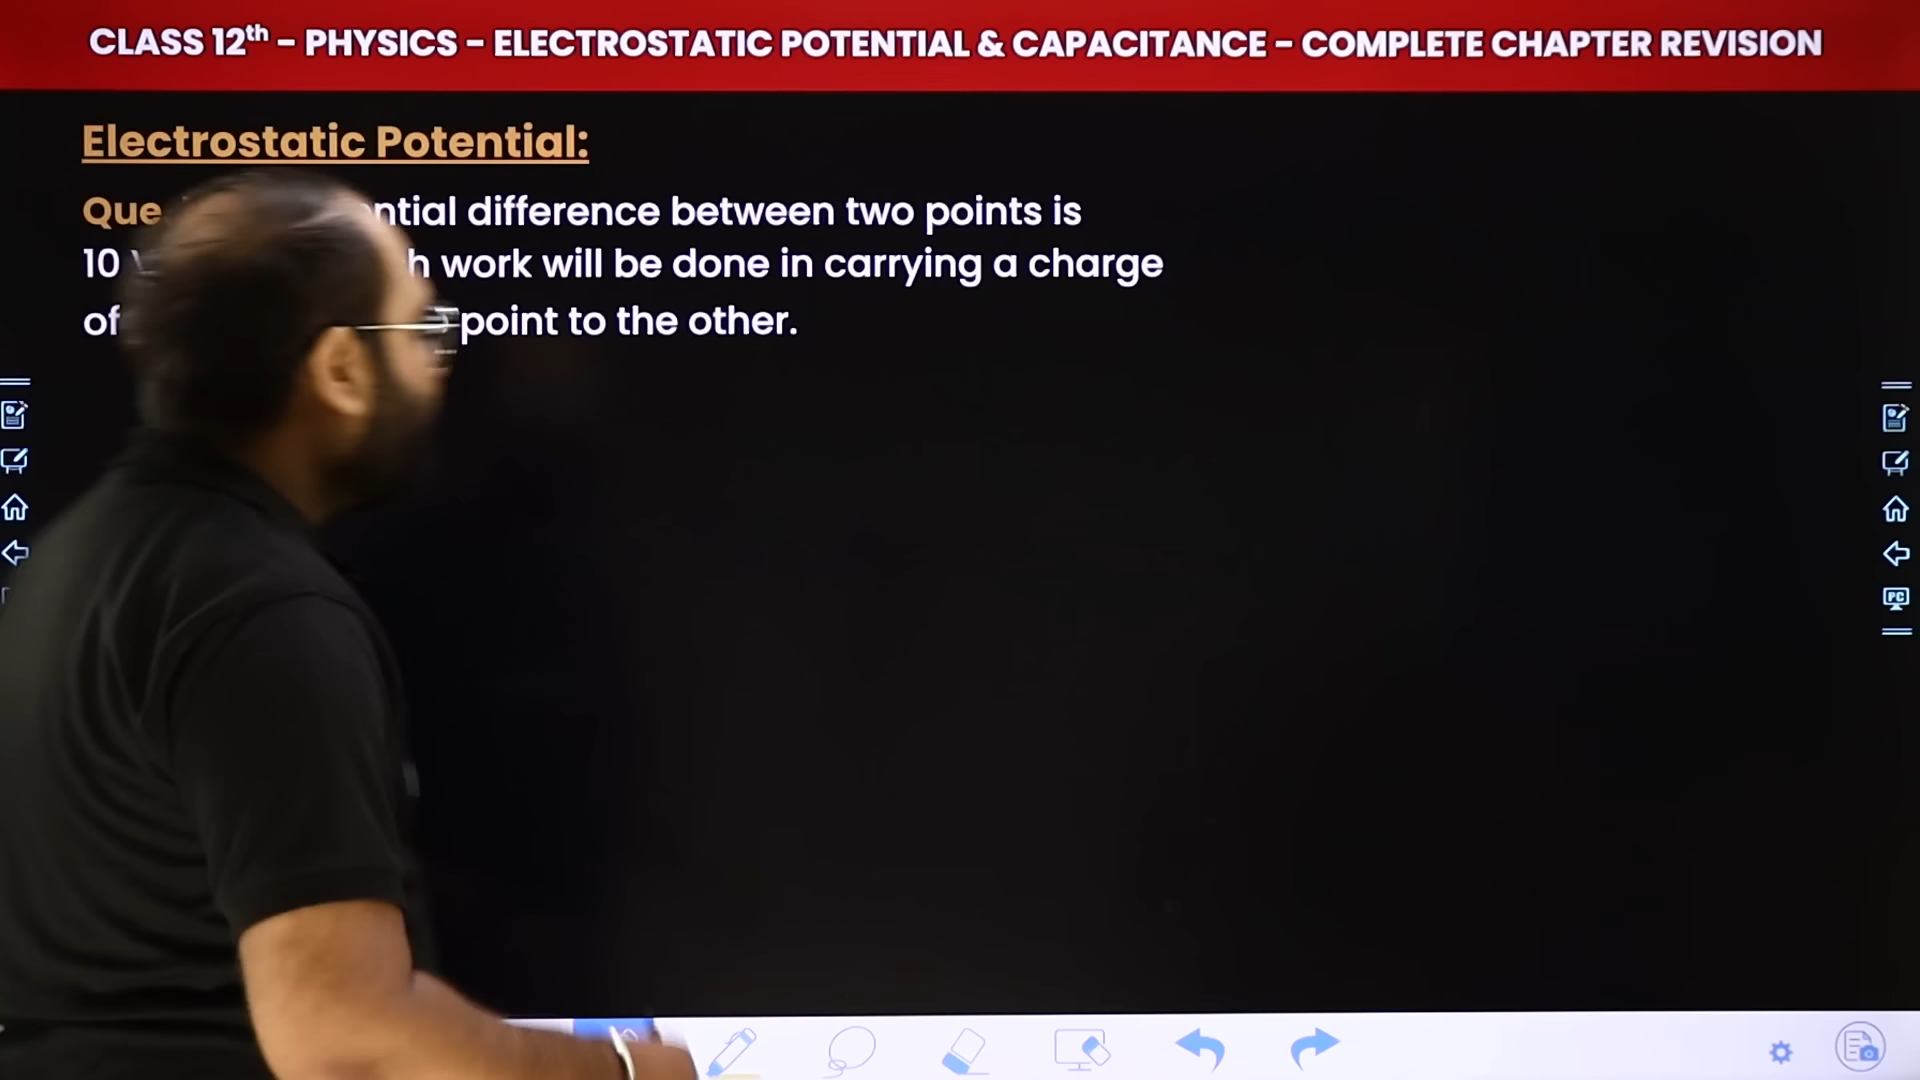 CLASS 12th - PHYSICS - ELECTROSTATIC POTENTIAL & CAPACITANCE - COMPLETE CHAPTER REVISION
Electrostatic Potential:
Que difference between two points is
10 work will be done in carrying a charge
of point to the other.
PC